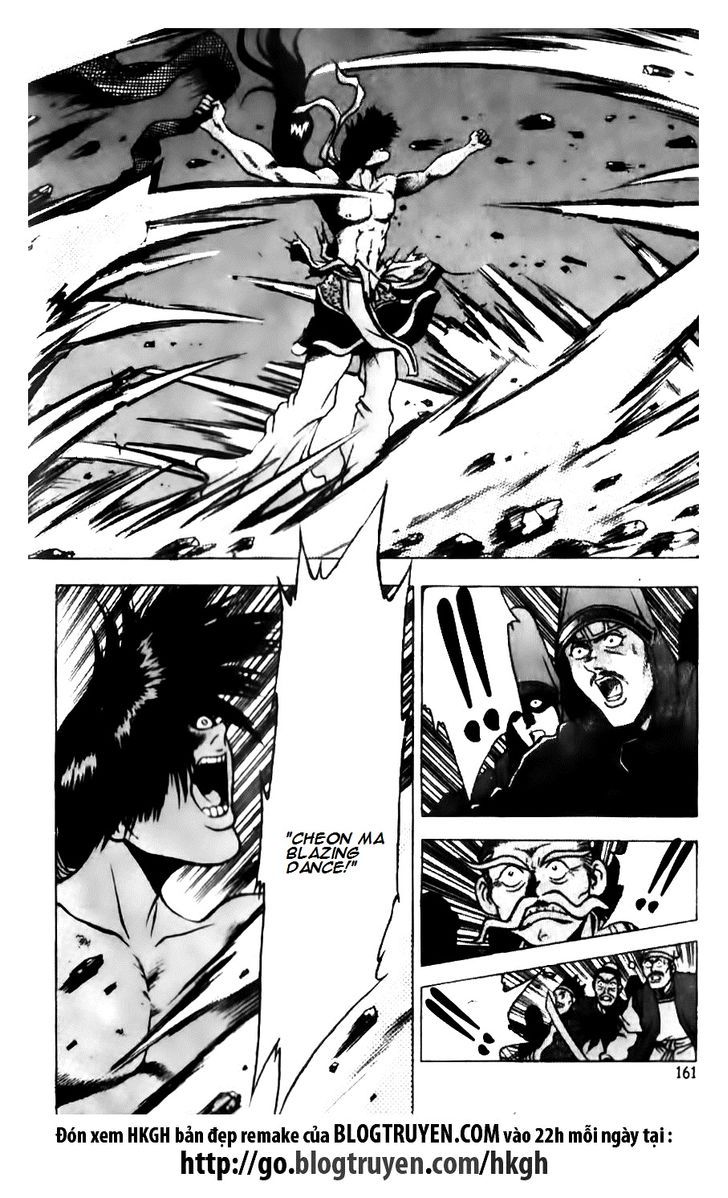 !!
"CHEON MA
BLAZING
DANCE!"
!!
!!
161
Đón xem HKGH bản đẹp remake của BLOGTRUYEN.COM vào 22h mỗi ngày tại :
http://go.blogtruyen.com/hkgh